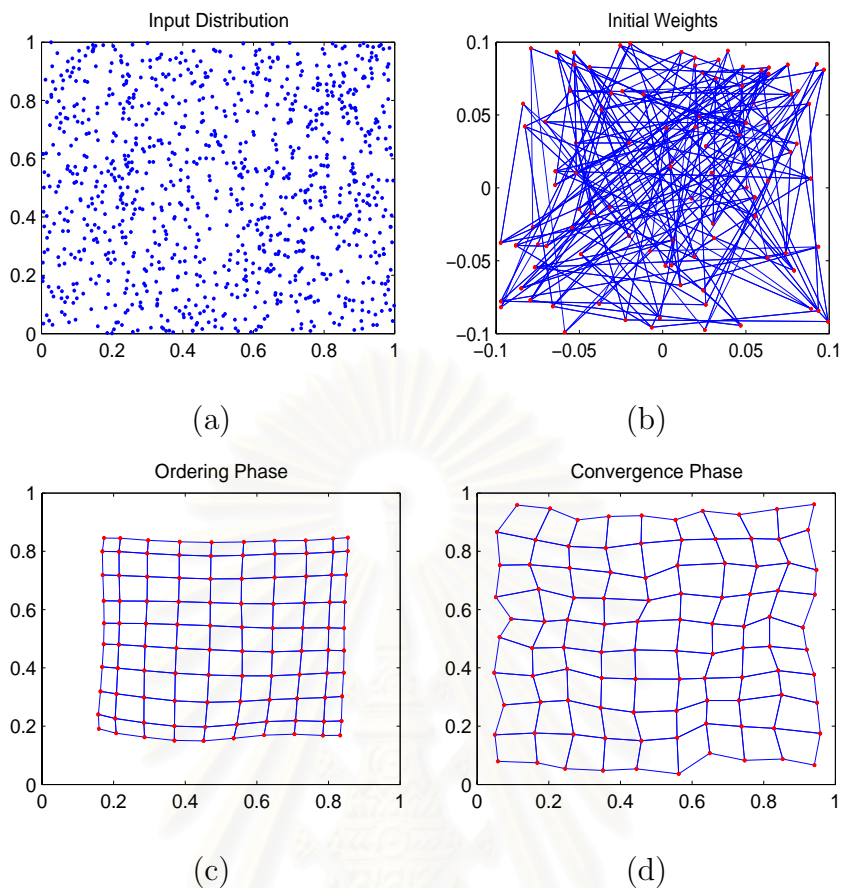 Input Distribution
1
0.8
0.6
0.4
0.2
0
0 0.2 0.4 0.6 0.8 1
(a)
Initial Weights
0.1
0.05
0
−0.05
−0.1
−0.1 −0.05 0 0.05 0.1
(b)
Ordering Phase
1
0.8
0.6
0.4
0.2
0
0 0.2 0.4 0.6 0.8 1
(c)
Convergence Phase
1
0.8
0.6
0.4
0.2
0
0 0.2 0.4 0.6 0.8 1
(d)